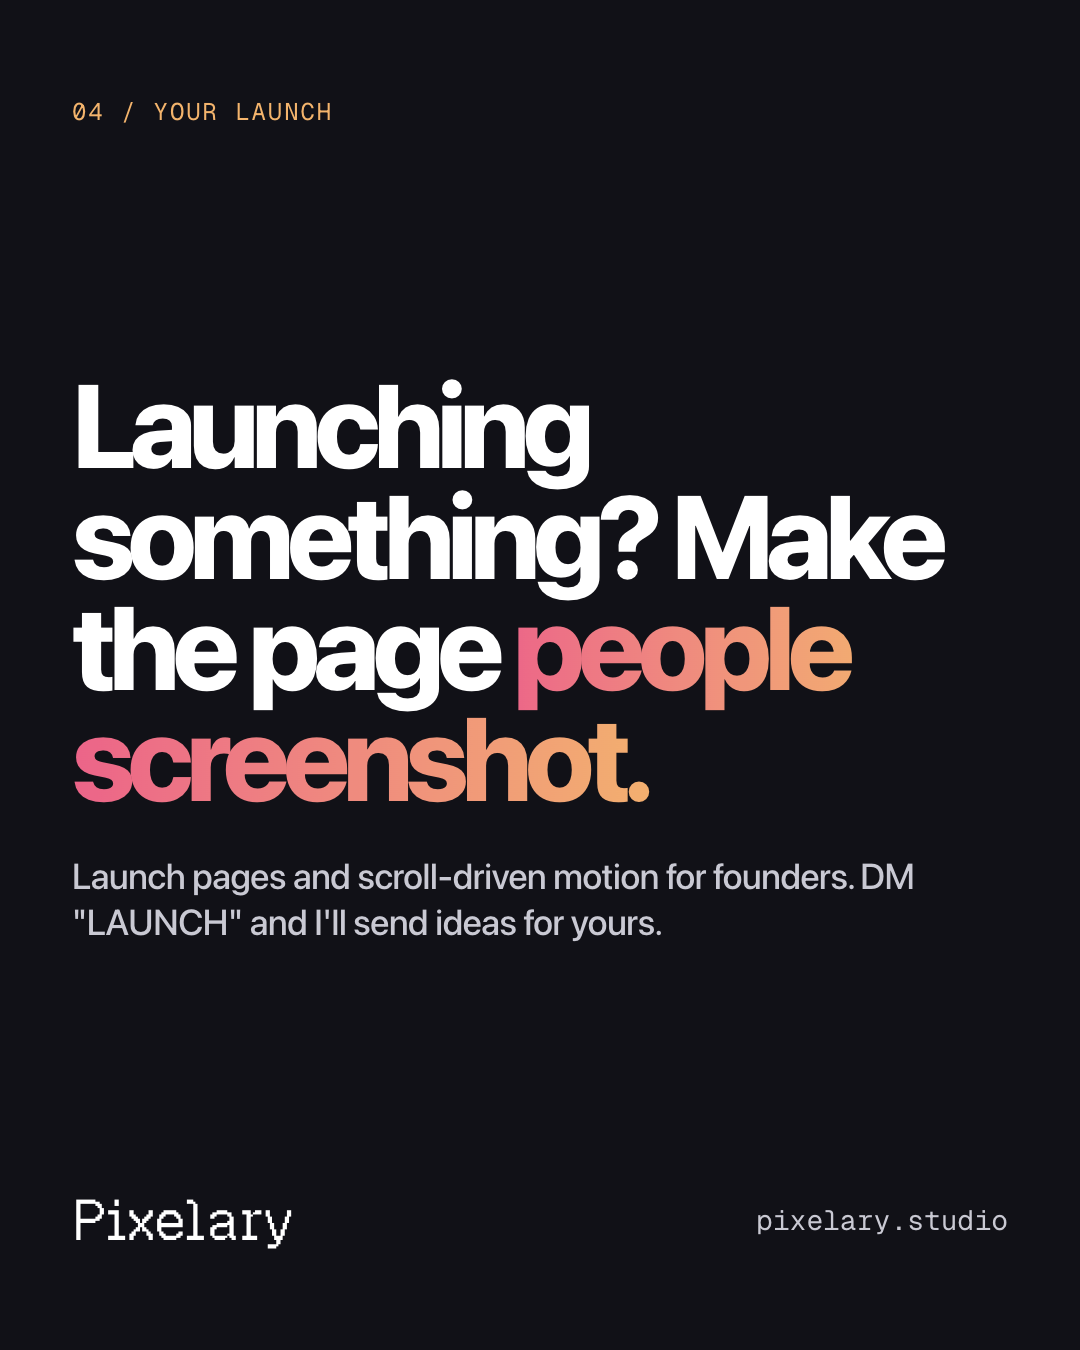 04 / YOUR LAUNCH
Launching
something? Make
the page people
screenshot.
Launch pages and scroll-driven motion for founders. DM
"LAUNCH" and I'll send ideas for yours.
Pixelary
pixelary.studio